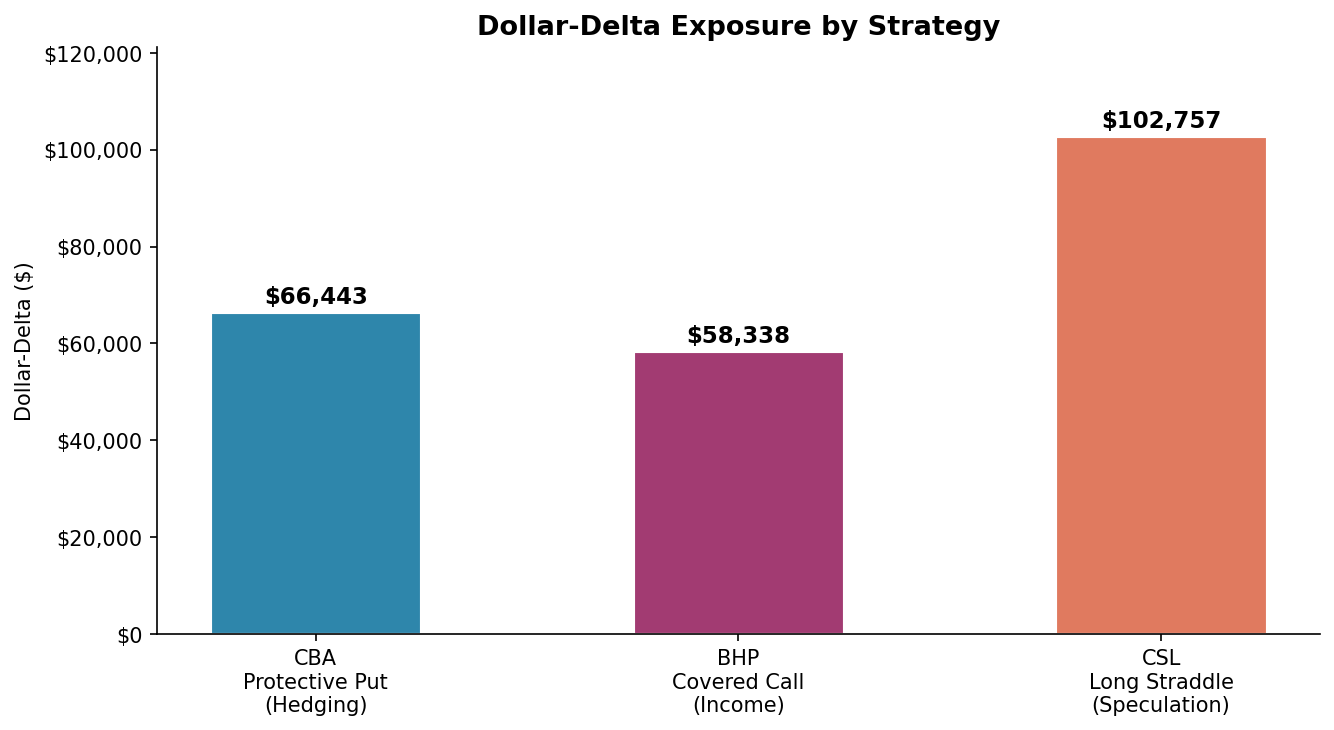 Dollar-Delta Exposure by Strategy
Dollar-Delta ($)
$120,000
$100,000
$80,000
$60,000
$40,000
$20,000
$0
$66,443
$58,338
$102,757
CBA
Protective Put
(Hedging)
BHP
Covered Call
(Income)
CSL
Long Straddle
(Speculation)